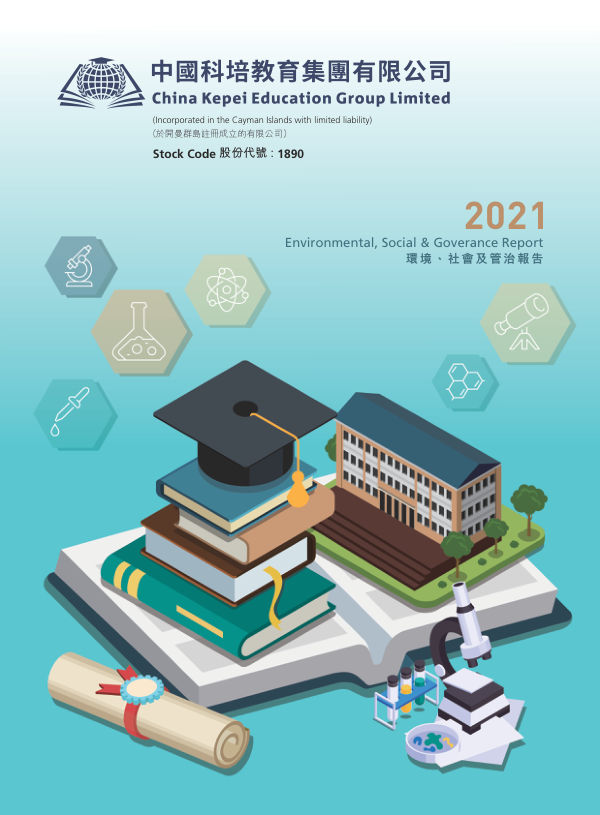 中國科培教育集團有限公司
China Kepei Education Group Limited
(Incorporated in the Cayman Islands with limited liability)
(於開曼群島註冊成立的有限公司)
Stock Code 股份代號 : 1890
2021
Environmental, Social & Goverance Report
環境、社會及管治報告